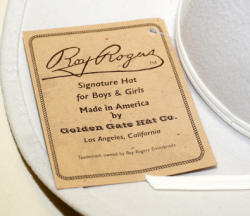 Roy Rogers
TM
Signature Hat
for Boys & Girls
Made in America
by
Golden Gate Hat Co.
Los Angeles, California
Trademark owned by Roy Rogers Enterprises